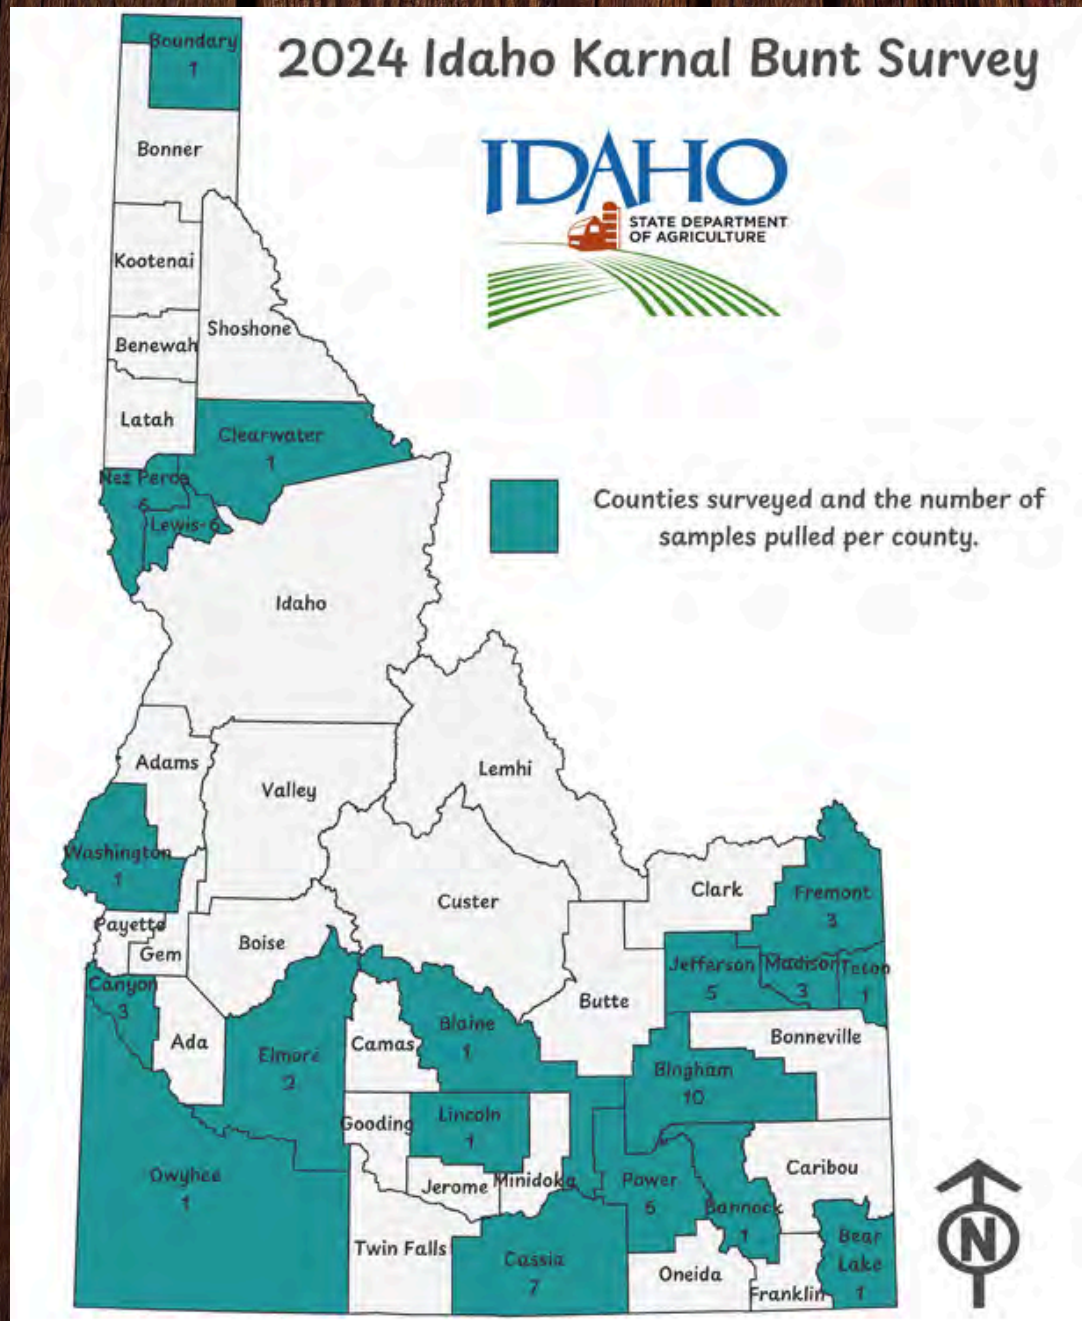 2024 Idaho Karnal Bunt Survey
Boundary
1
IDAHO
STATE DEPARTMENT
OF AGRICULTURE
Bonner
Kootenai
Shoshone
Benewah
Latah
Clearwater
1
Nez Perce
6
Lewis-6
Counties surveyed and the number of
samples pulled per county.
Idaho
Adams
Valley
Lemhi
Washington
1
Clark
Fremont
3
Custer
Payette
Gem
Boise
Jefferson
5
Madison
3
Teton
1
Canyon
3
Butte
Ada
Elmore
2
Camas
Blaine
1
Bonneville
Bingham
10
Gooding
Lincoln
1
Owyhee
1
Jerome
Minidoka
Power
Caribou
Bannock
1
Twin Falls
Cassia
7
Oneida
Franklin
Bear
Lake
1
N